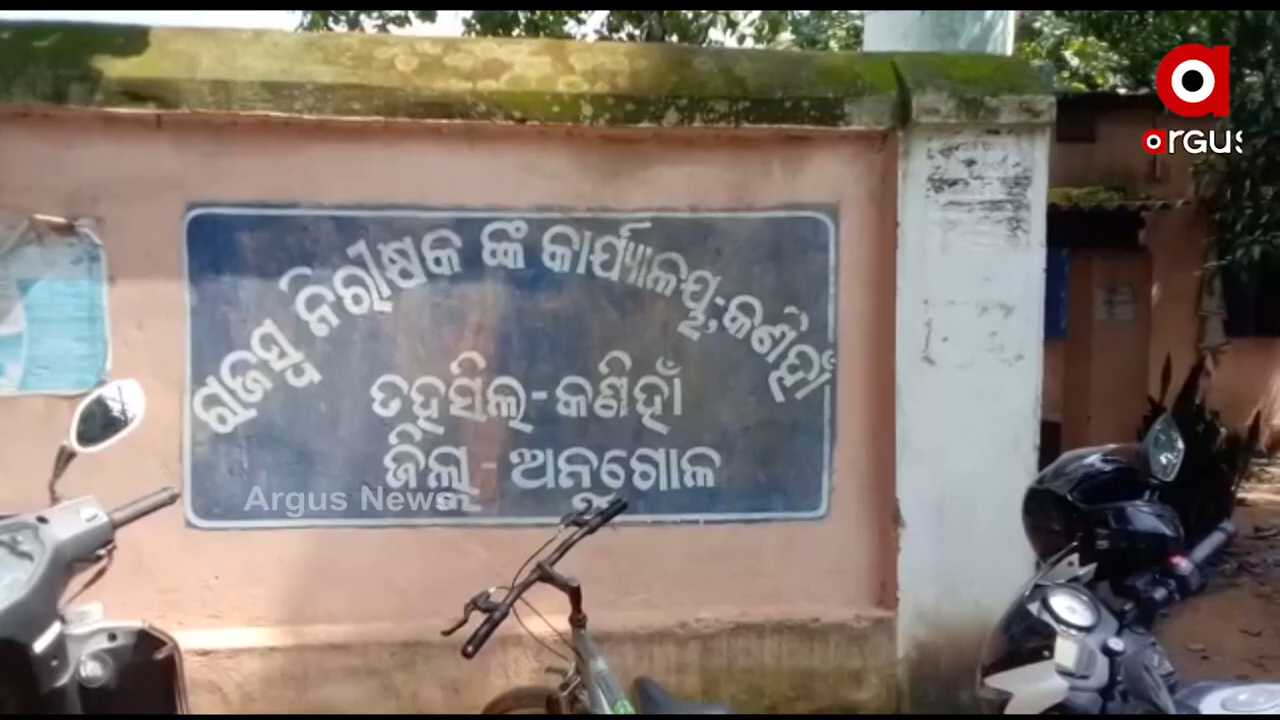 ରାଜସ୍ୱ ନିରୀକ୍ଷକ ଙ୍କ କାର୍ଯ୍ୟାଳୟ,-କଣିହାଁ
ତହସିଲ-କଣିହାଁ
ଜିଲ୍ଲା-ଅନୁଗୋଳ
Argus News
argus